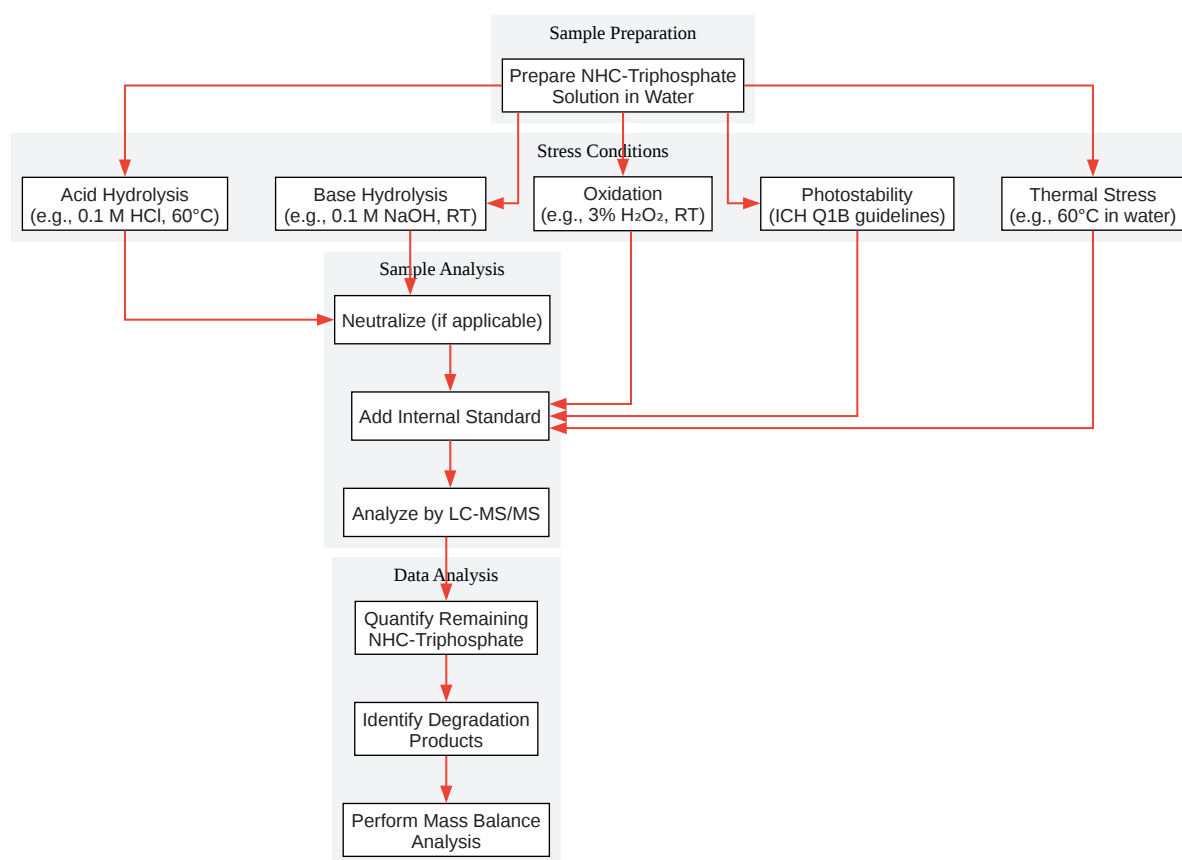 Sample Preparation
Prepare NHC-Triphosphate
Solution in Water
Stress Conditions
Acid Hydrolysis
(e.g., 0.1 M HCl, 60°C)
Base Hydrolysis
(e.g., 0.1 M NaOH, RT)
Oxidation
(e.g., 3% H₂O₂, RT)
Photostability
(ICH Q1B guidelines)
Thermal Stress
(e.g., 60°C in water)
Sample Analysis
Neutralize (if applicable)
Add Internal Standard
Analyze by LC-MS/MS
Data Analysis
Quantify Remaining
NHC-Triphosphate
Identify Degradation
Products
Perform Mass Balance
Analysis